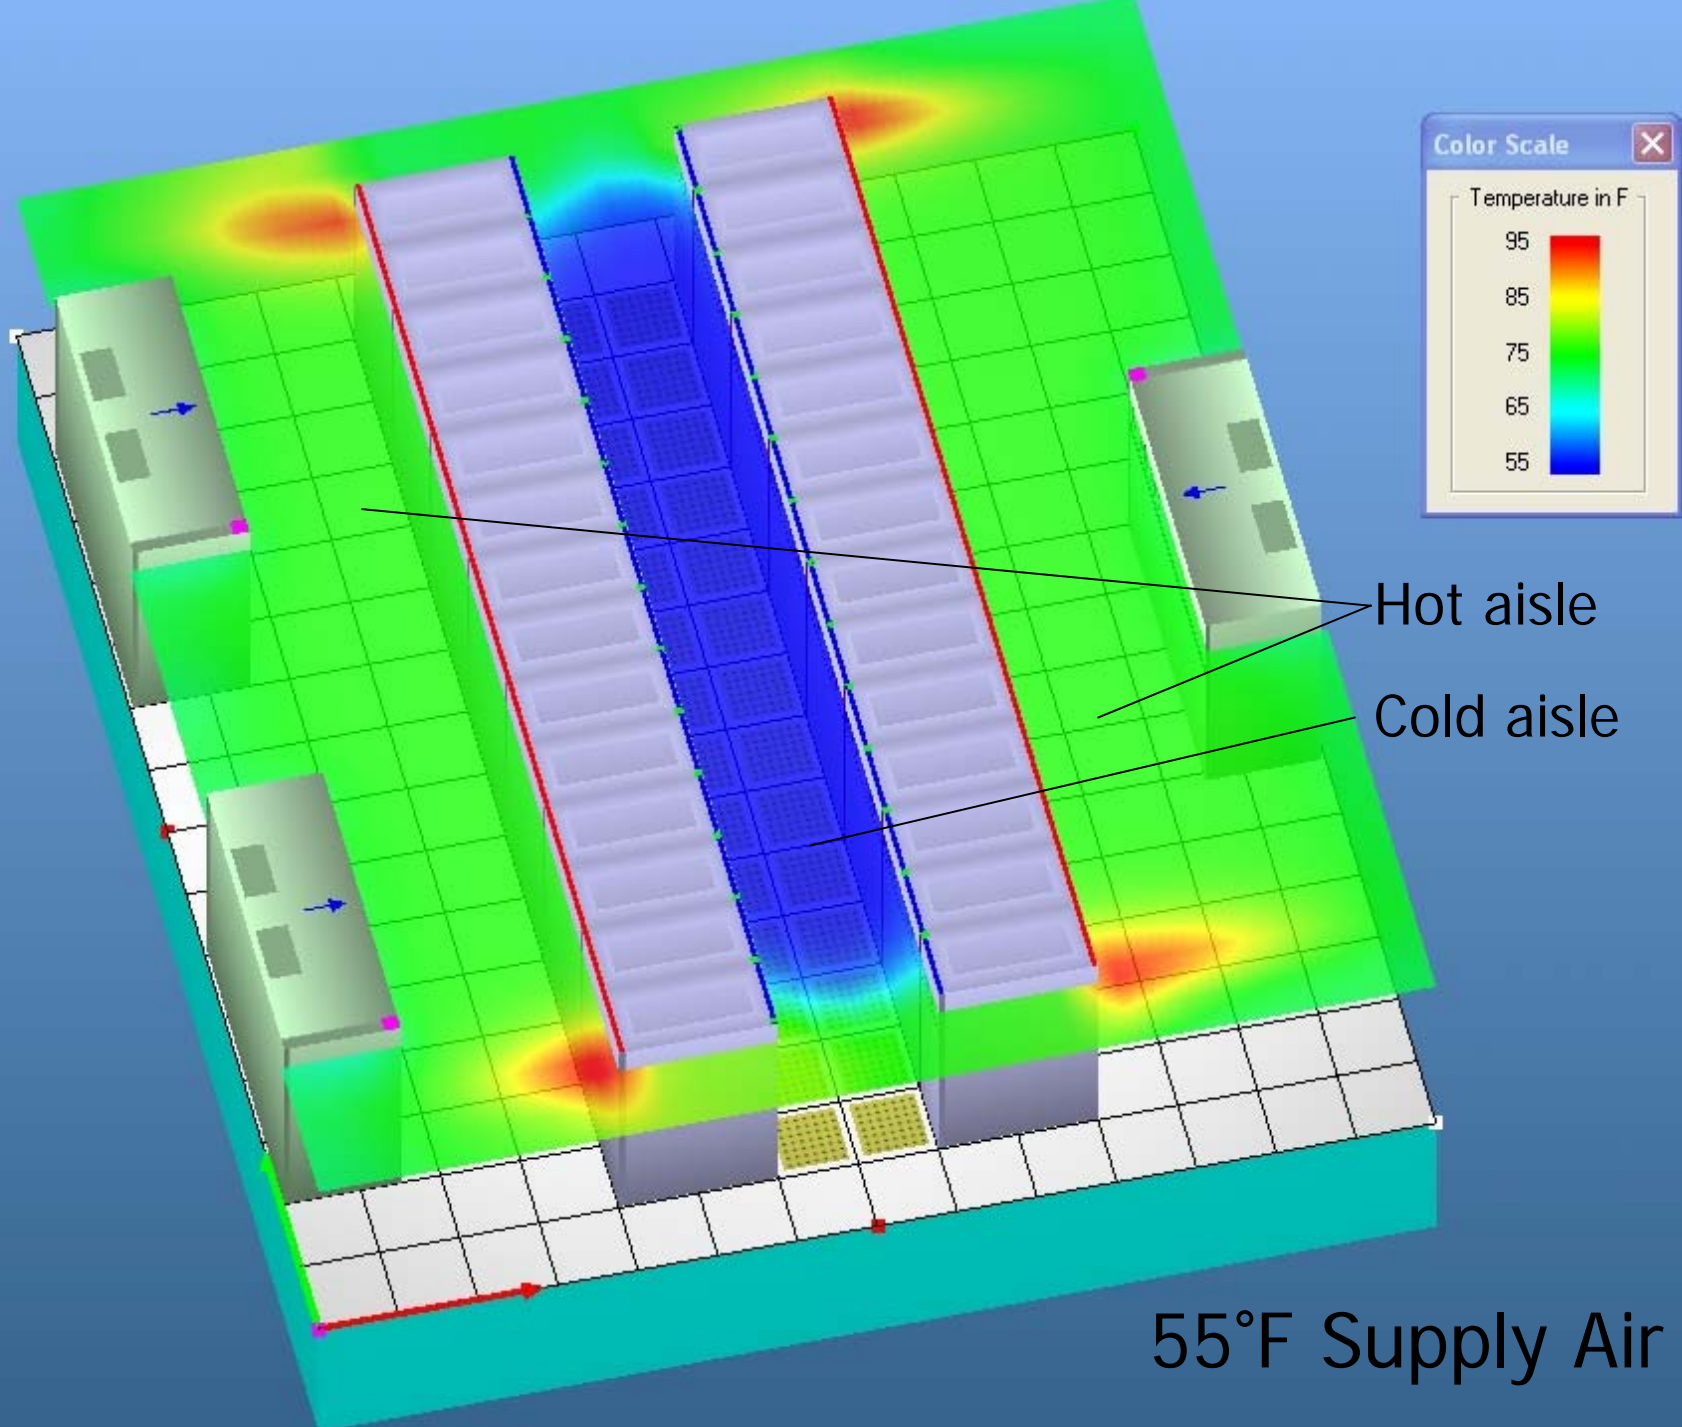 Color Scale
Temperature in F
95
85
75
65
55
Hot aisle
Cold aisle
55°F Supply Air